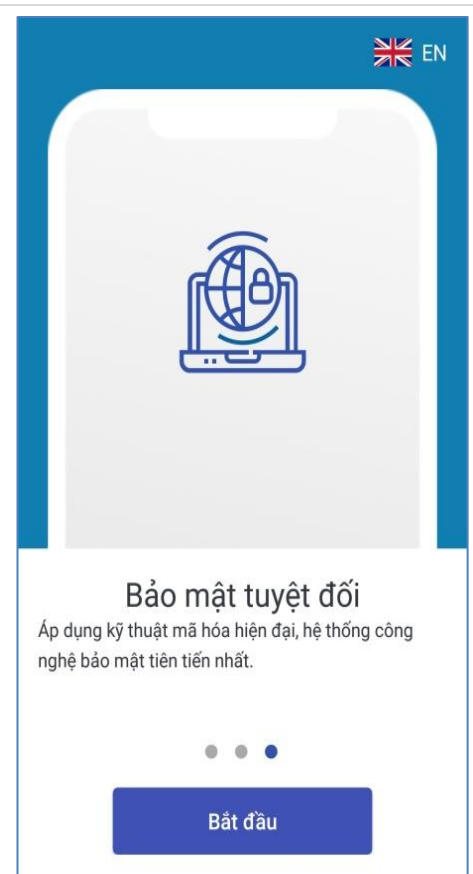 EN
Bảo mật tuyệt đối
Áp dụng kỹ thuật mã hóa hiện đại, hệ thống công
nghệ bảo mật tiên tiến nhất.
Bắt đầu